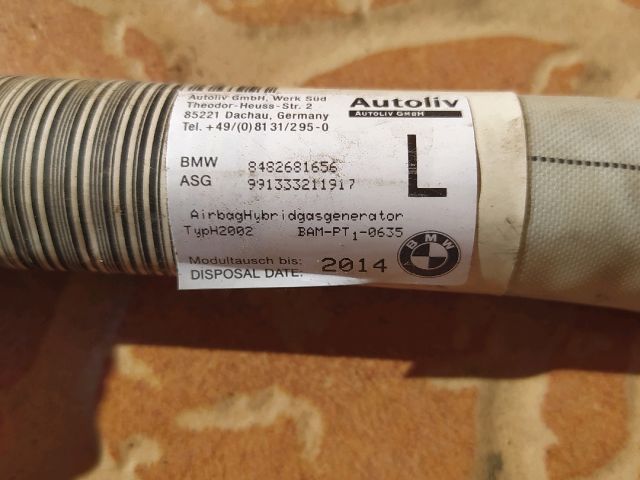 Autoliv GmbH, Werk Süd
Theodor-Heuss-Str. 2
85221 Dachau, Germany
Tel. +49/(0)8131/295-0
Autoliv
AUTOLIV GMBH
BMW 8482681656
ASG 991333211917
L
AirbagHybridgasgenerator
TypH2002 BAM-PT1-0635
Modultausch bis:
DISPOSAL DATE: 2014
BMW